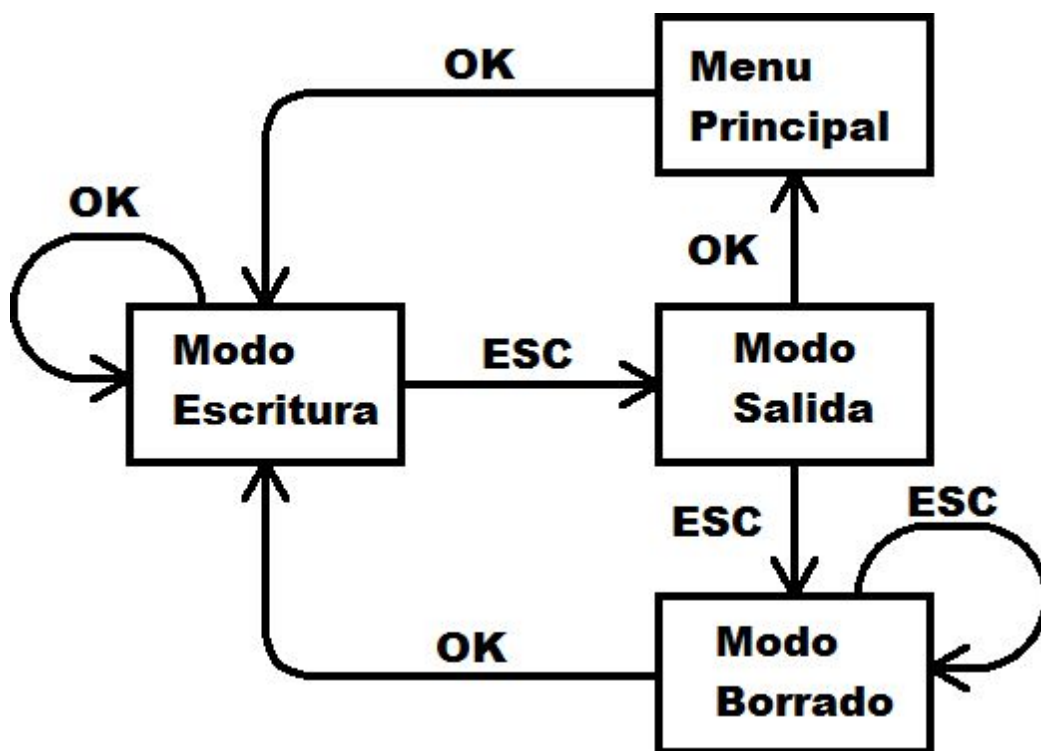 OK
Menu
Principal
OK
OK
Modo
Escritura
ESC
Modo
Salida
ESC
ESC
OK
Modo
Borrado